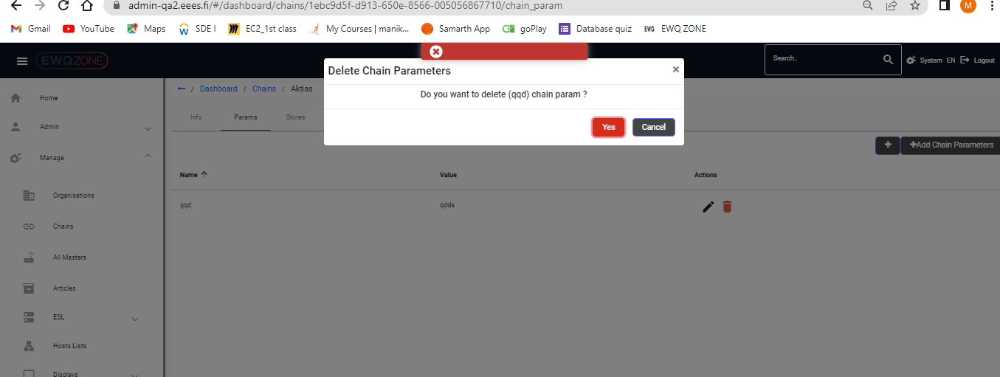 admin-qa2.eees.fi/#/dashboard/chains/1ebc9d5f-d913-650e-8566-005056867710/chain_param
M
Gmail YouTube Maps SDE I EC2_1st class My Courses | manik... Samarth App goPlay Database quiz EWQ EWQ ZONE
EWQZONE
Search..
System EN Logout
Delete Chain Parameters ×
Do you want to delete (qqd) chain param ?
Yes Cancel
← / Dashboard / Chains / Aktias
Info Params Stores
+ +Add Chain Parameters
Name ↑ Value Actions
qqd qdds
Home
Admin
Manage
Organisations
Chains
All Masters
Articles
ESL
Hosts Lists
Displays